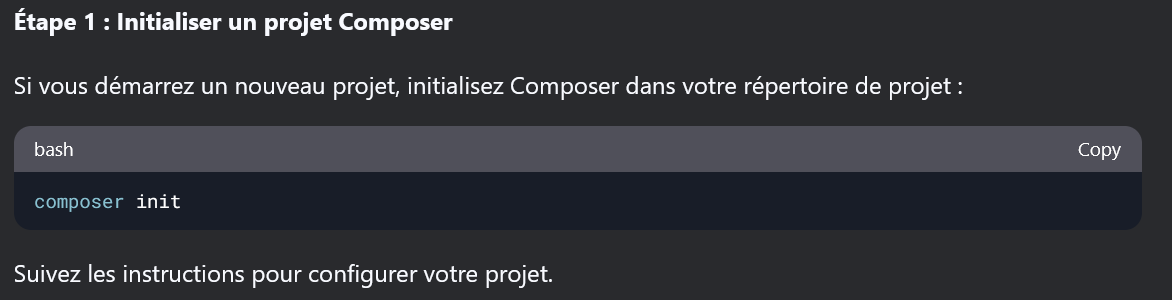 Étape 1 : Initialiser un projet Composer
Si vous démarrez un nouveau projet, initialisez Composer dans votre répertoire de projet :
bash
Copy
composer init
Suivez les instructions pour configurer votre projet.